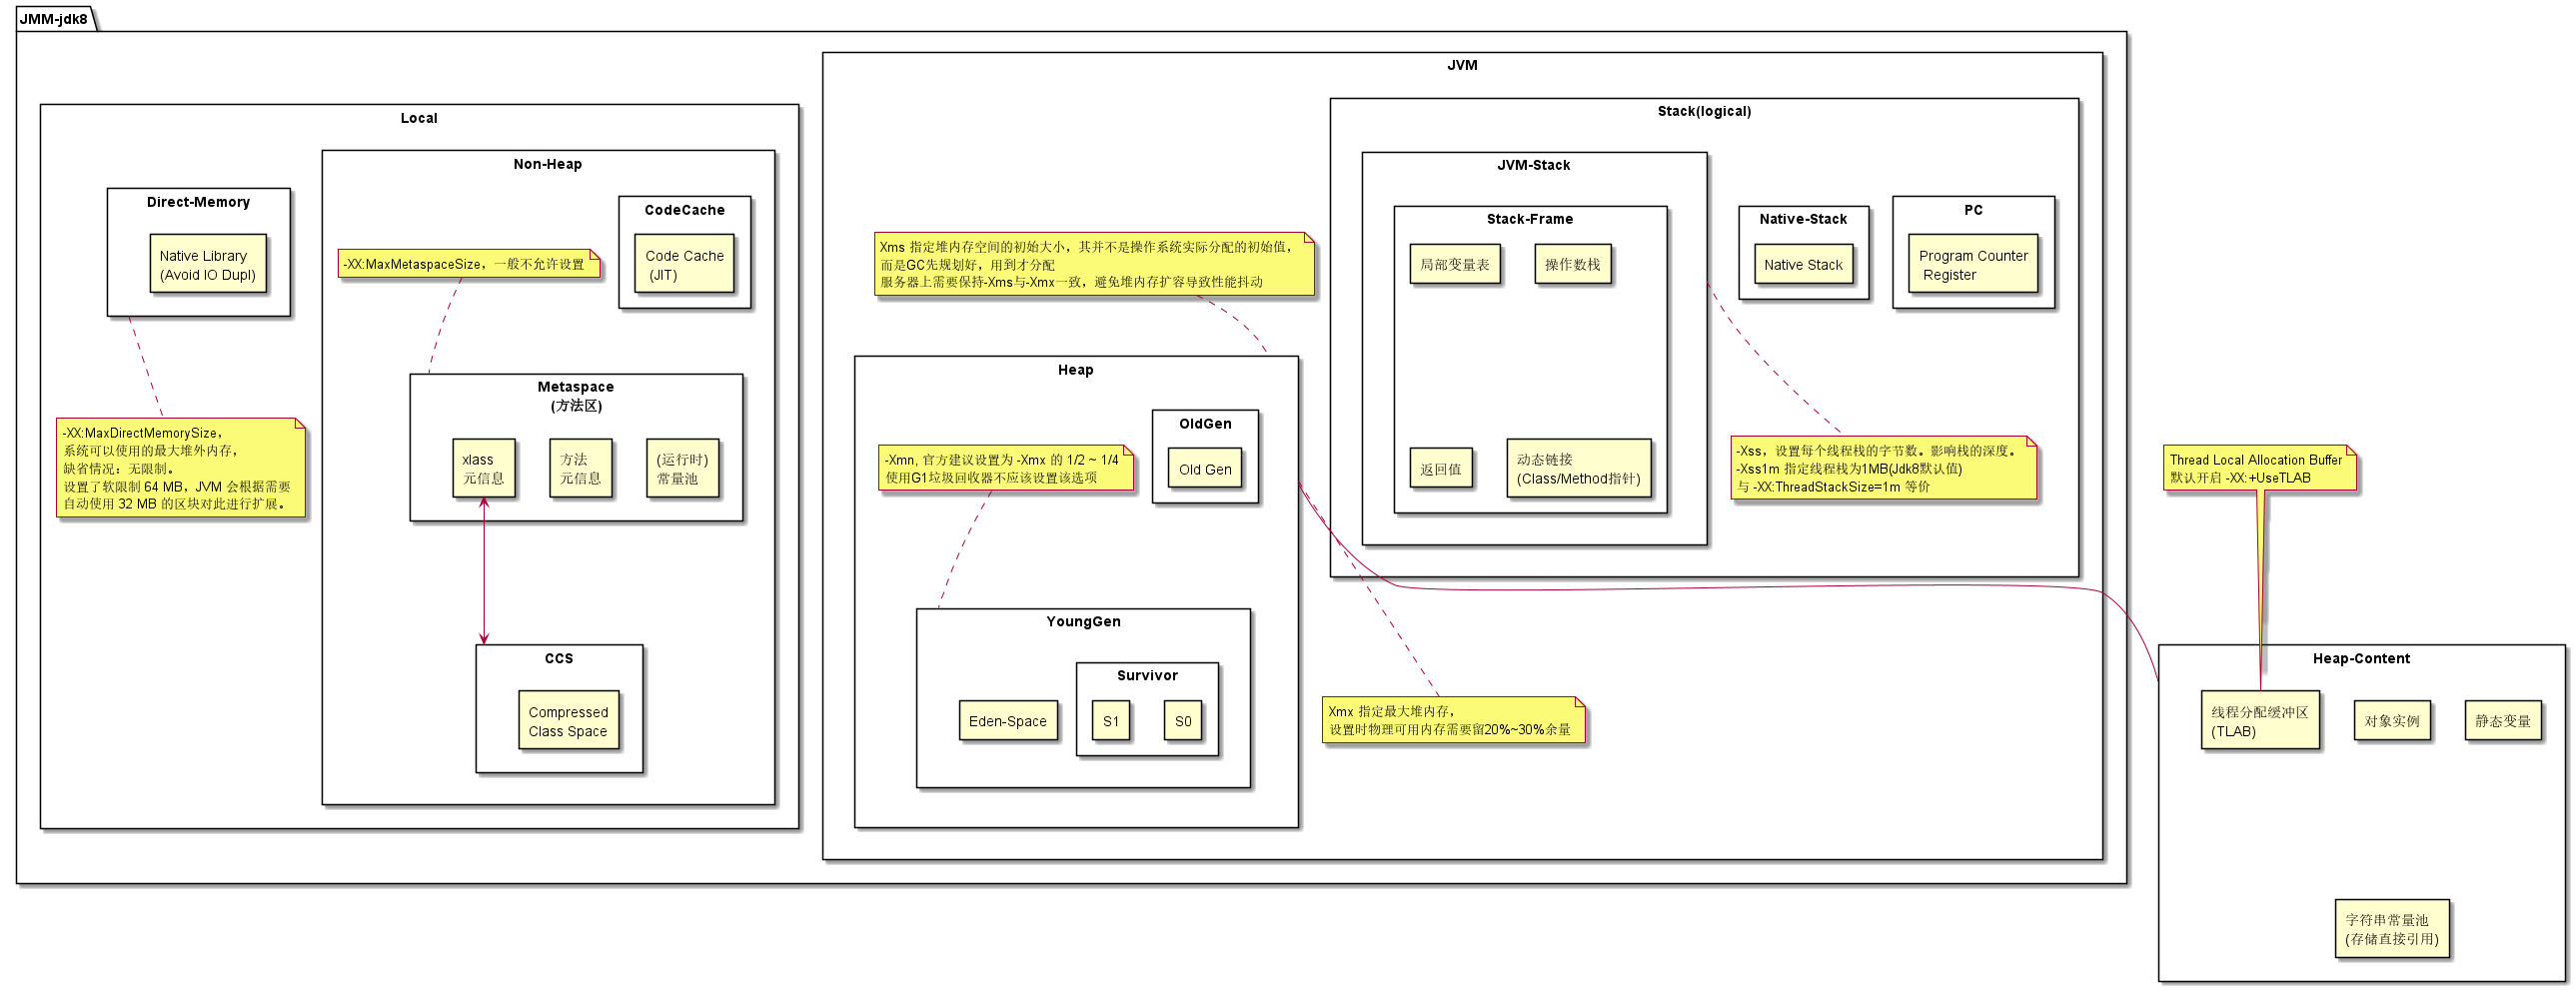 JMM-jdk8
Local
Direct-Memory
Native Library
(Avoid IO Dupl)
-XX:MaxDirectMemorySize，
系统可以使用的最大堆外内存，
缺省情况：无限制。
设置了软限制 64 MB，JVM 会根据需要
自动使用 32 MB 的区块对此进行扩展。
Non-Heap
-XX:MaxMetaspaceSize，一般不允许设置
CodeCache
Code Cache
(JIT)
Metaspace
(方法区)
xlass
元信息
方法
元信息
(运行时)
常量池
CCS
Compressed
Class Space
JVM
Xms 指定堆内存空间的初始大小，其并不是操作系统实际分配的初始值，
而是GC先规划好，用到才分配
服务器上需要保持-Xms与-Xmx一致，避免堆内存扩容导致性能抖动
Heap
-Xmn, 官方建议设置为 -Xmx 的 1/2 ~ 1/4
使用G1垃圾回收器不应该设置该选项
OldGen
Old Gen
YoungGen
Eden-Space
Survivor
S1
S0
Xmx 指定最大堆内存，
设置时物理可用内存需要留20%~30%余量
Stack(logical)
JVM-Stack
Stack-Frame
局部变量表
操作数栈
返回值
动态链接
(Class/Method指针)
Native-Stack
Native Stack
PC
Program Counter
Register
-Xss，设置每个线程栈的字节数。影响栈的深度。
-Xss1m 指定线程栈为1MB(Jdk8默认值)
与 -XX:ThreadStackSize=1m 等价
Thread Local Allocation Buffer
默认开启 -XX:+UseTLAB
Heap-Content
线程分配缓冲区
(TLAB)
对象实例
静态变量
字符串常量池
(存储直接引用)